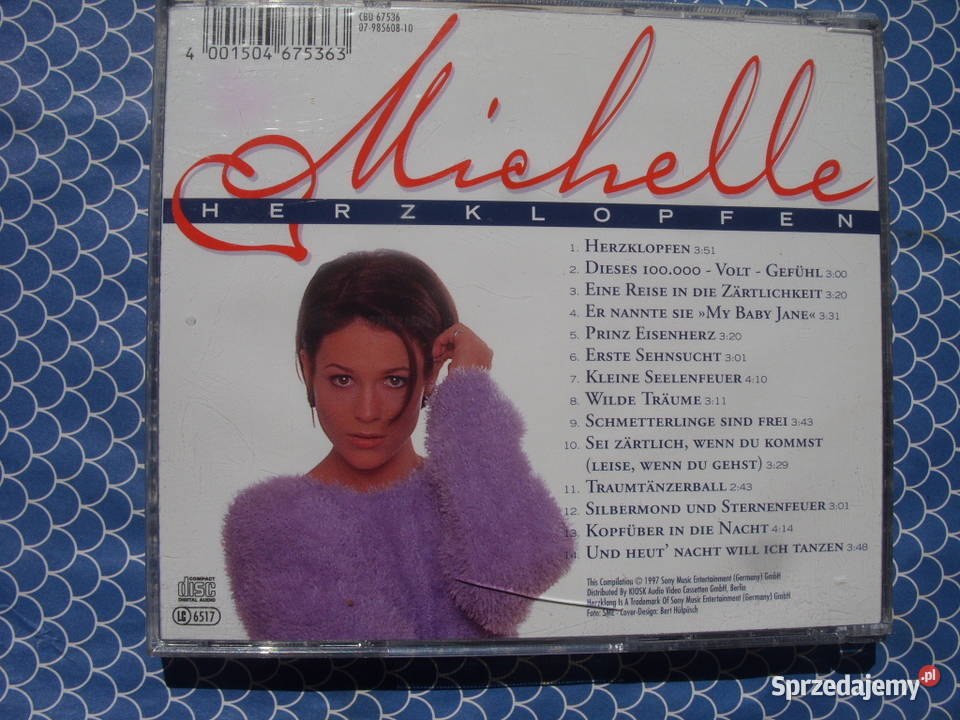 CBU 67536
07-985608-10
4 001504 675363
Michelle
HERZKLOPFEN
1. HERZKLOPFEN 3:51
2. DIESES 100.000 - VOLT - GEFÜHL 3:00
3. EINE REISE IN DIE ZÄRTLICHKEIT 3:20
4. ER NANNTE SIE »MY BABY JANE« 3:31
5. PRINZ EISENHERZ 3:20
6. ERSTE SEHNSUCHT 3:01
7. KLEINE SEELENFEUER 4:10
8. WILDE TRÄUME 3:11
9. SCHMETTERLINGE SIND FREI 3:43
10. SEI ZÄRTLICH, WENN DU KOMMST
(LEISE, WENN DU GEHST) 3:29
11. TRAUMTÄNZERBALL 2:43
12. SILBERMOND UND STERNENFEUER 3:01
13. KOPFÜBER IN DIE NACHT 4:14
14. UND HEUT' NACHT WILL ICH TANZEN 3:48
This Compilation © 1997 Sony Music Entertainment (Germany) GmbH
Distributed By KIOSK Audio Video Cassetten GmbH, Berlin
Herzklang Is A Trademark Of Sony Music Entertainment (Germany) GmbH
Foto: SME - Cover-Design: Bert Hülpüsch
COMPACT
disc
DIGITAL AUDIO
LC 6517
Sprzedajemy.pl